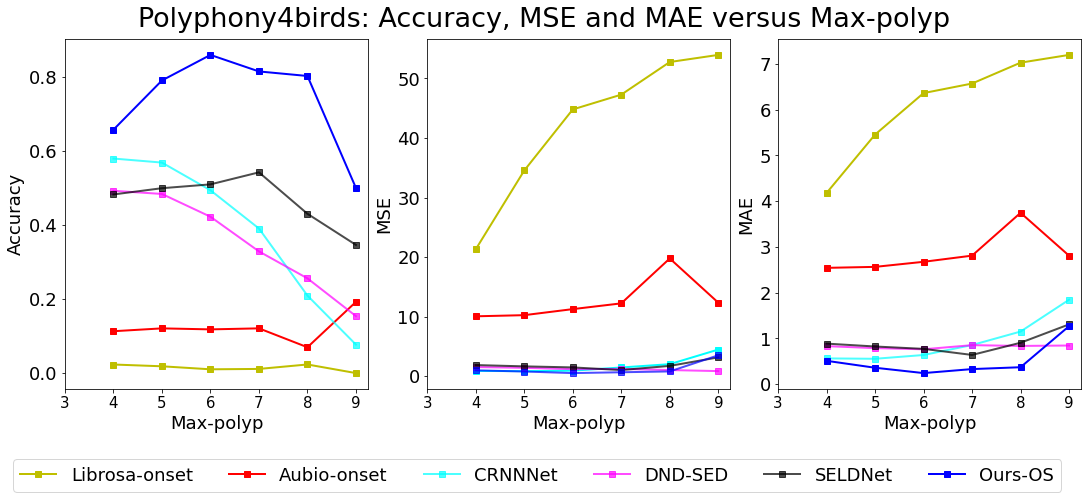 Polyphony4birds: Accuracy, MSE and MAE versus Max-polyp
Accuracy
0.8
0.6
0.4
0.2
0.0
3 4 5 6 7 8 9
Max-polyp
MSE
50
40
30
20
10
0
3 4 5 6 7 8 9
Max-polyp
MAE
7
6
5
4
3
2
1
0
3 4 5 6 7 8 9
Max-polyp
Librosa-onset Aubio-onset CRNNNet DND-SED SELDNet Ours-OS